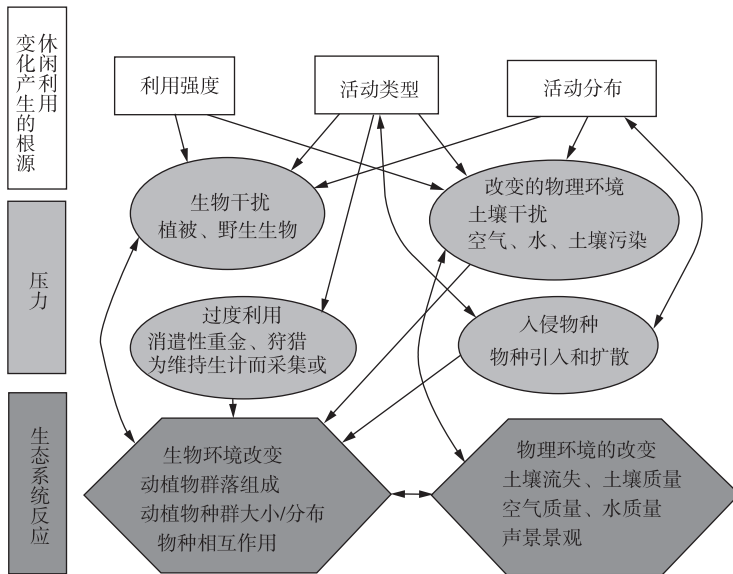 休闲利用
变化产生的根源
利用强度
活动类型
活动分布
压力
生物干扰
植被、野生生物
改变的物理环境
土壤干扰
空气、水、土壤污染
过度利用
消遣性重金、狩猎
为维持生计而采集或
入侵物种
物种引入和扩散
生态系统反应
生物环境改变
动植物群落组成
动植物种群大小/分布
物种相互作用
物理环境的改变
土壤流失、土壤质量
空气质量、水质量
声景景观